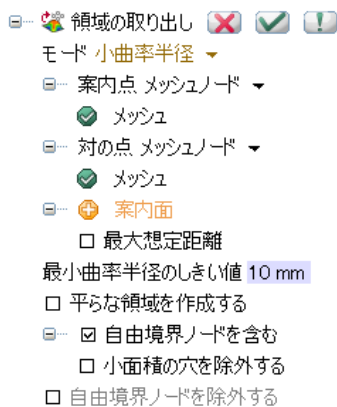 領域の取り出し
モード 小曲率半径
案内点 メッシュノード
メッシュ
対の点 メッシュノード
メッシュ
案内面
最大想定距離
最小曲率半径のしきい値 10 mm
平らな領域を作成する
自由境界ノードを含む
小面積の穴を除外する
自由境界ノードを除外する